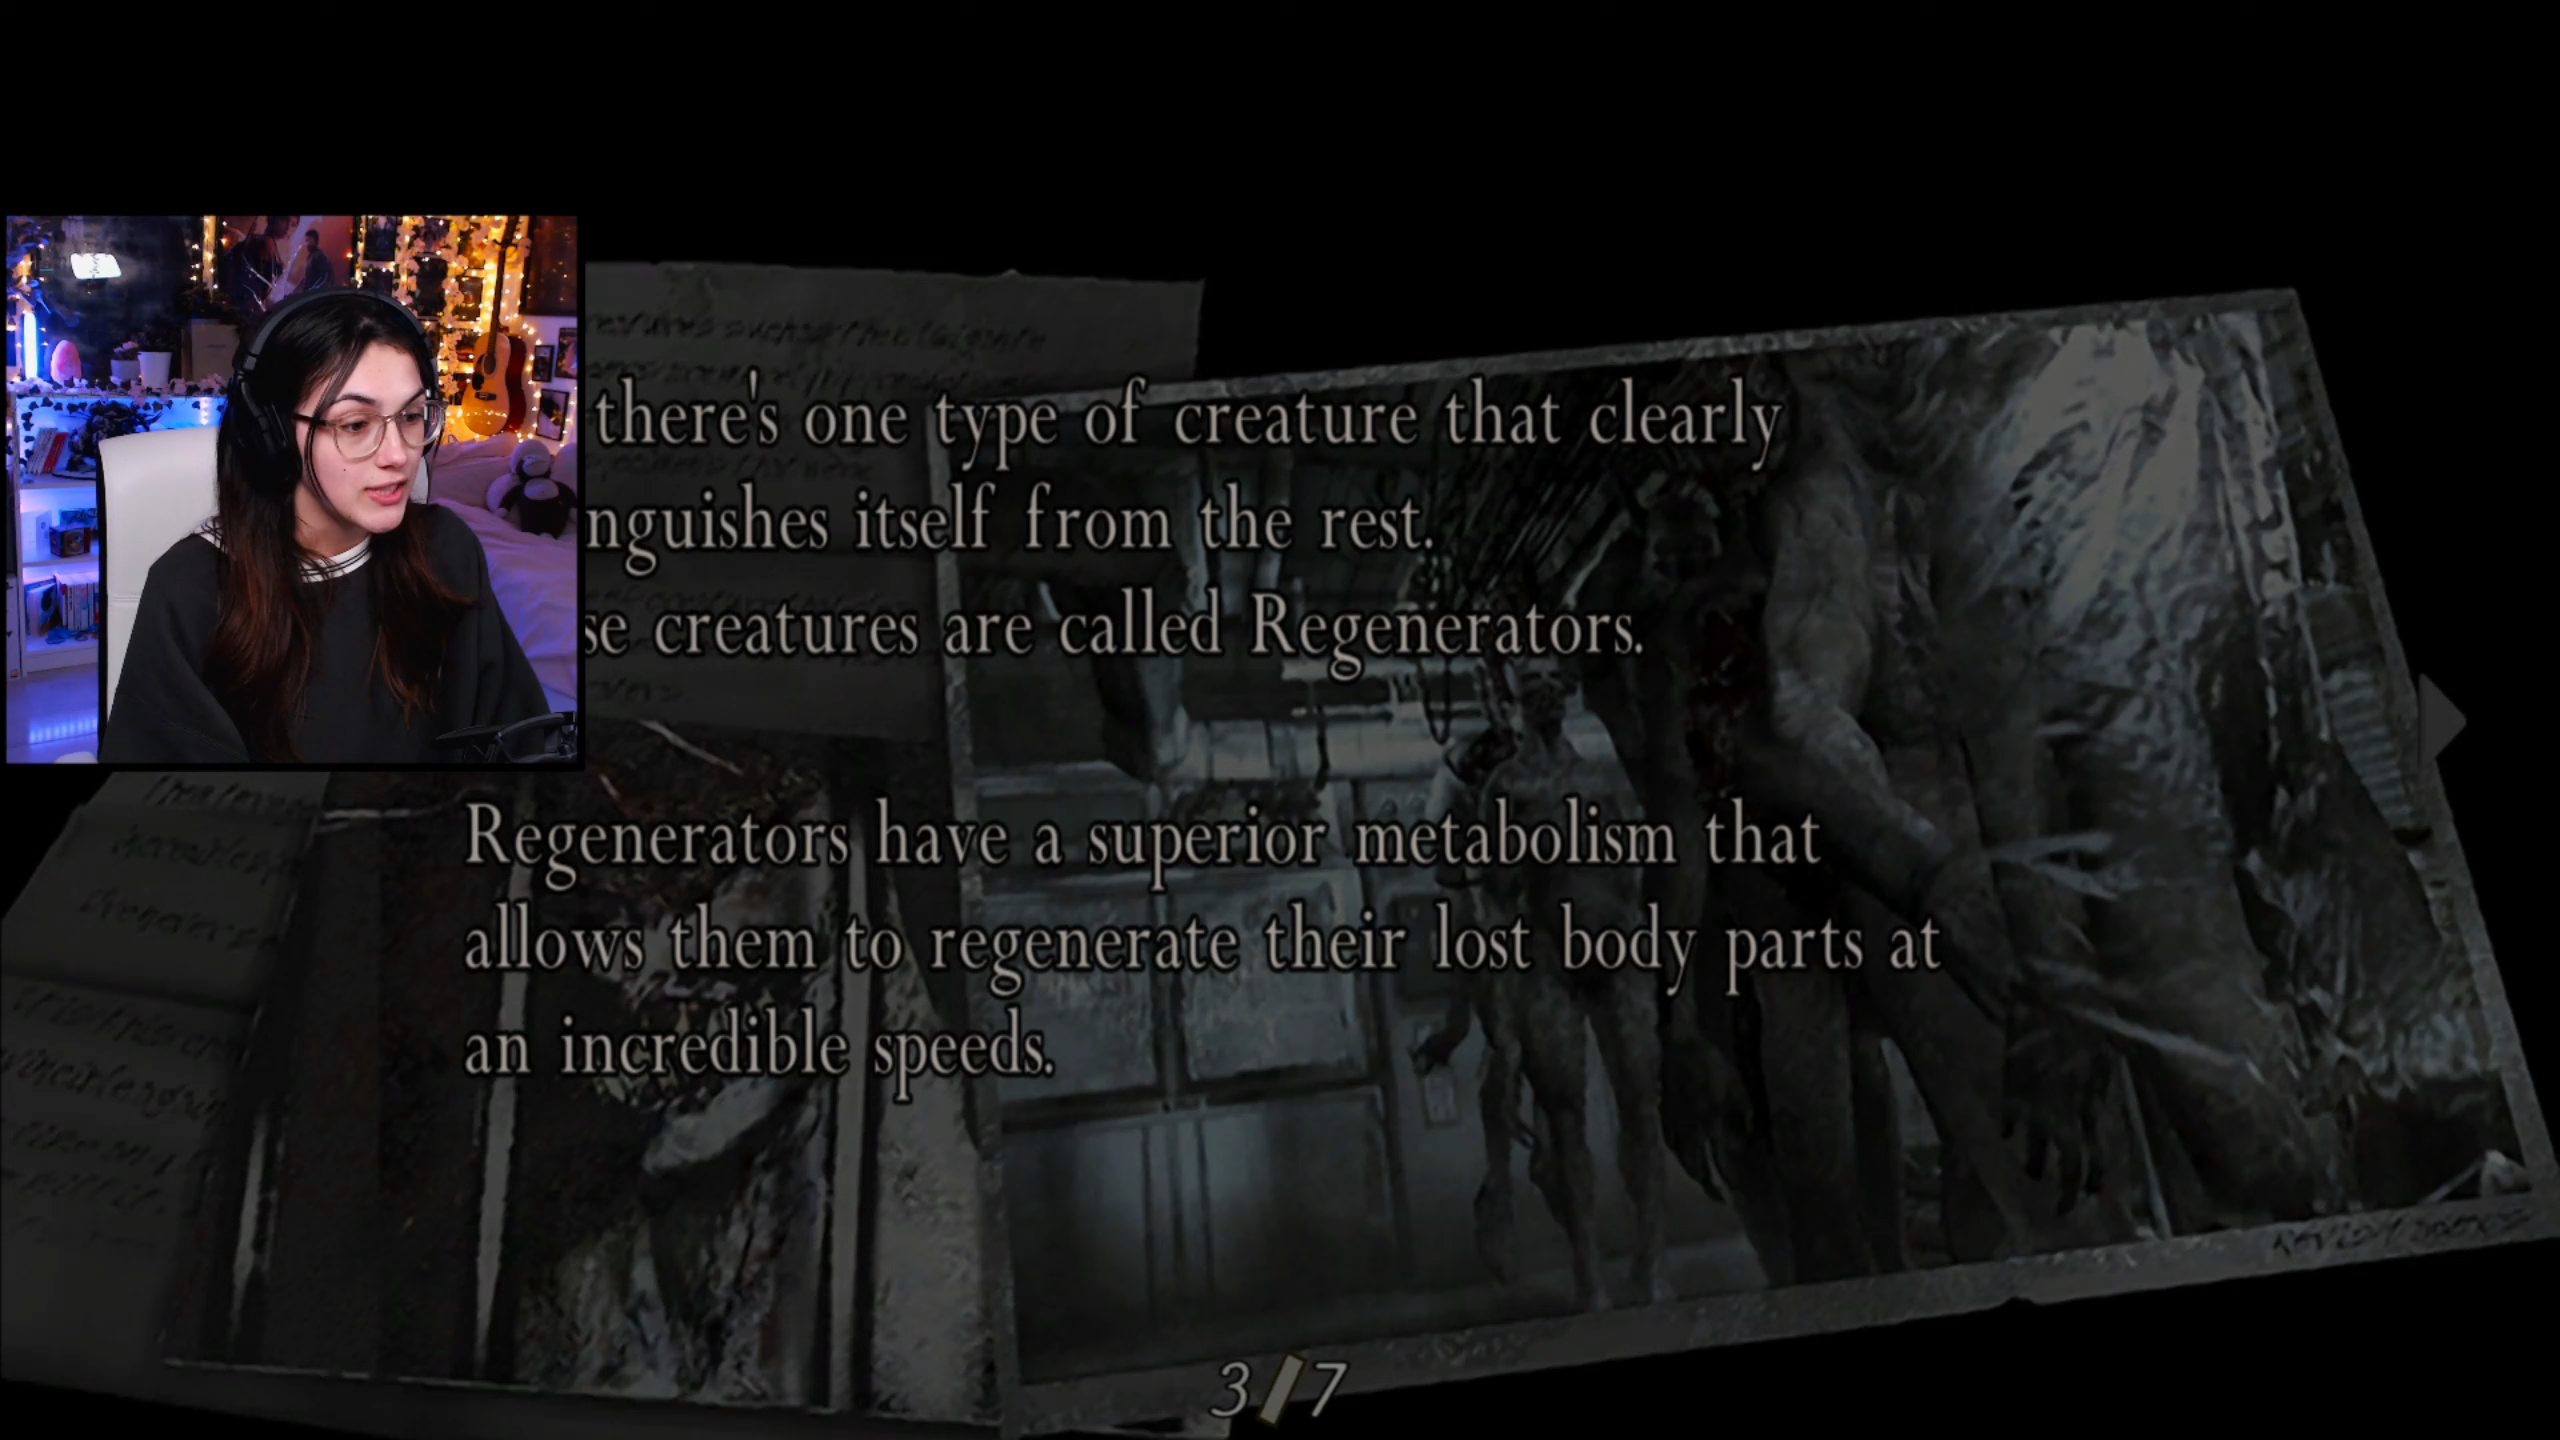 there's one type of creature that clearly
nguishes itself from the rest.
se creatures are called Regenerators.
Regenerators have a superior metabolism that
allows them to regenerate their lost body parts at
an incredible speeds.
3/7